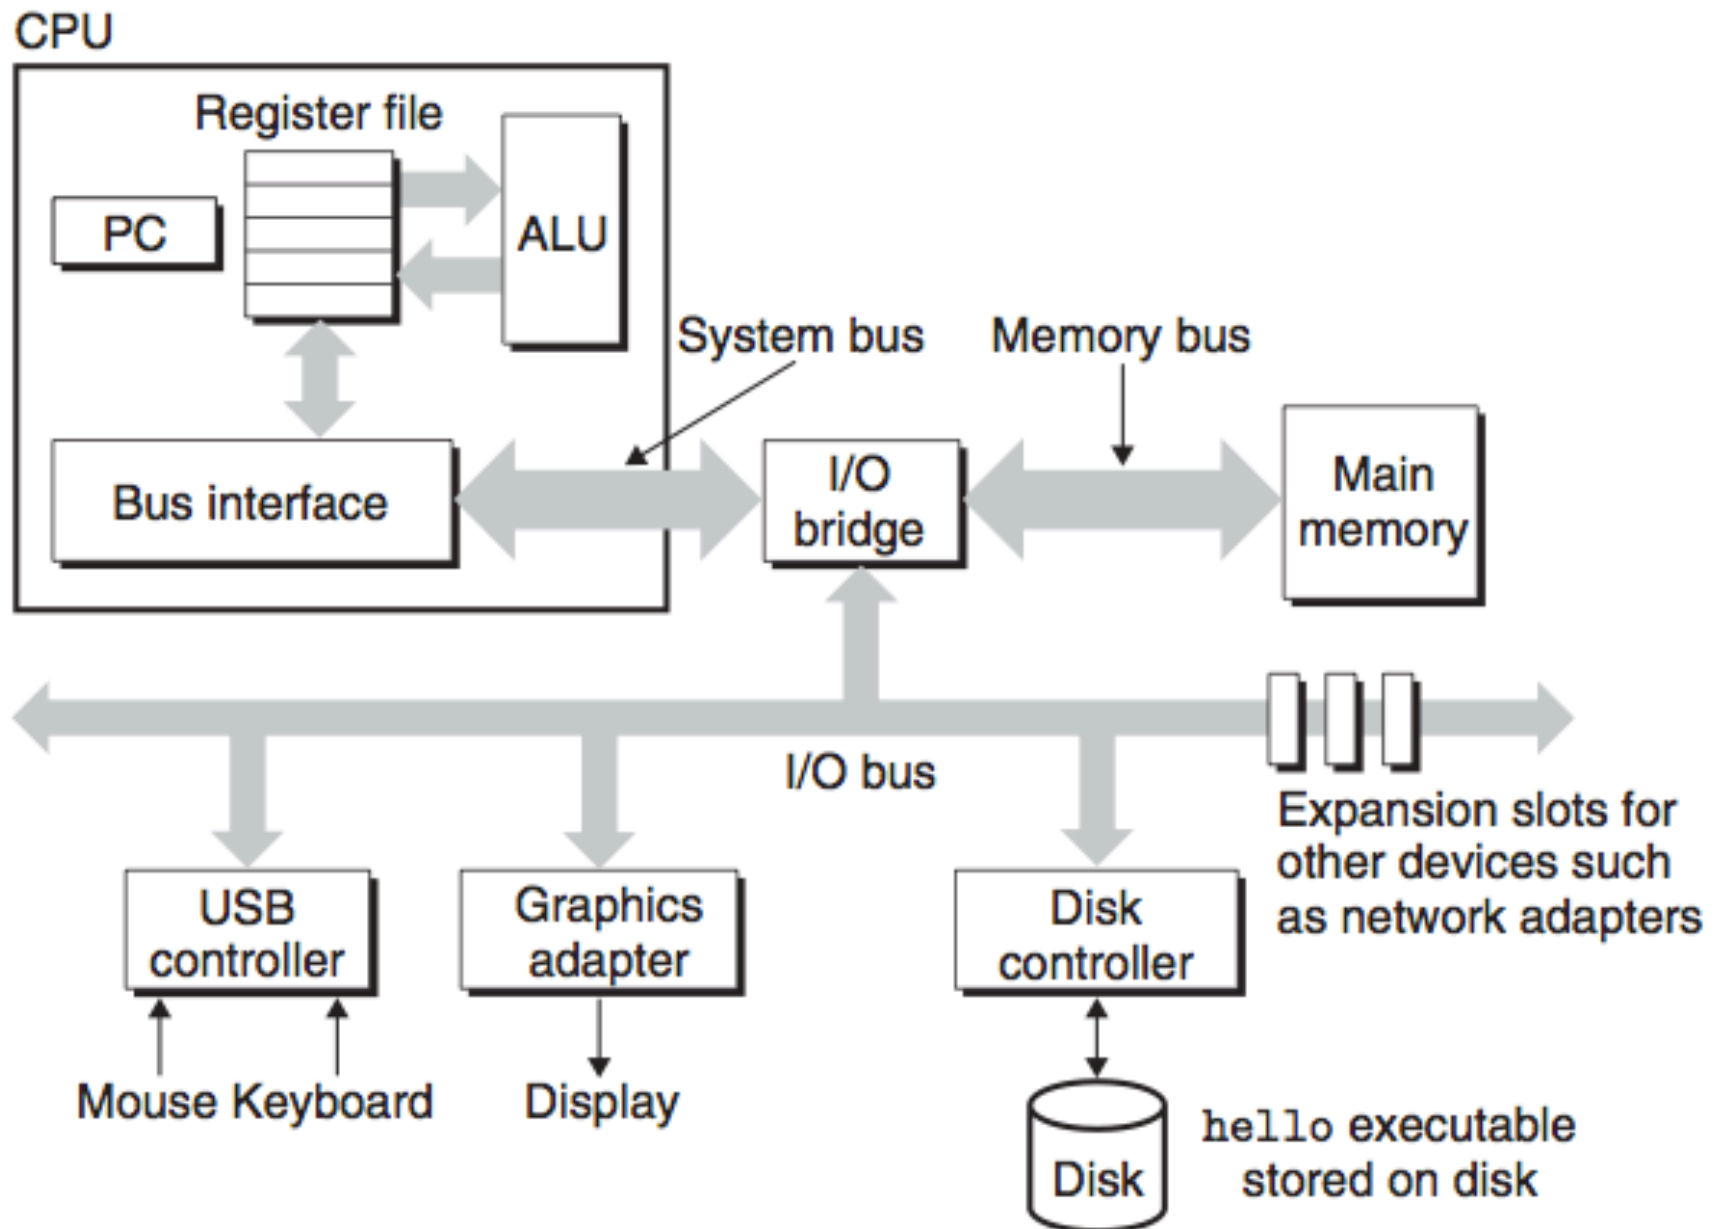 CPU
Register file
PC
ALU
System bus
Memory bus
Bus interface
I/O
bridge
Main
memory
I/O bus
Expansion slots for
other devices such
as network adapters
USB
controller
Graphics
adapter
Disk
controller
Mouse Keyboard
Display
Disk
hello executable
stored on disk